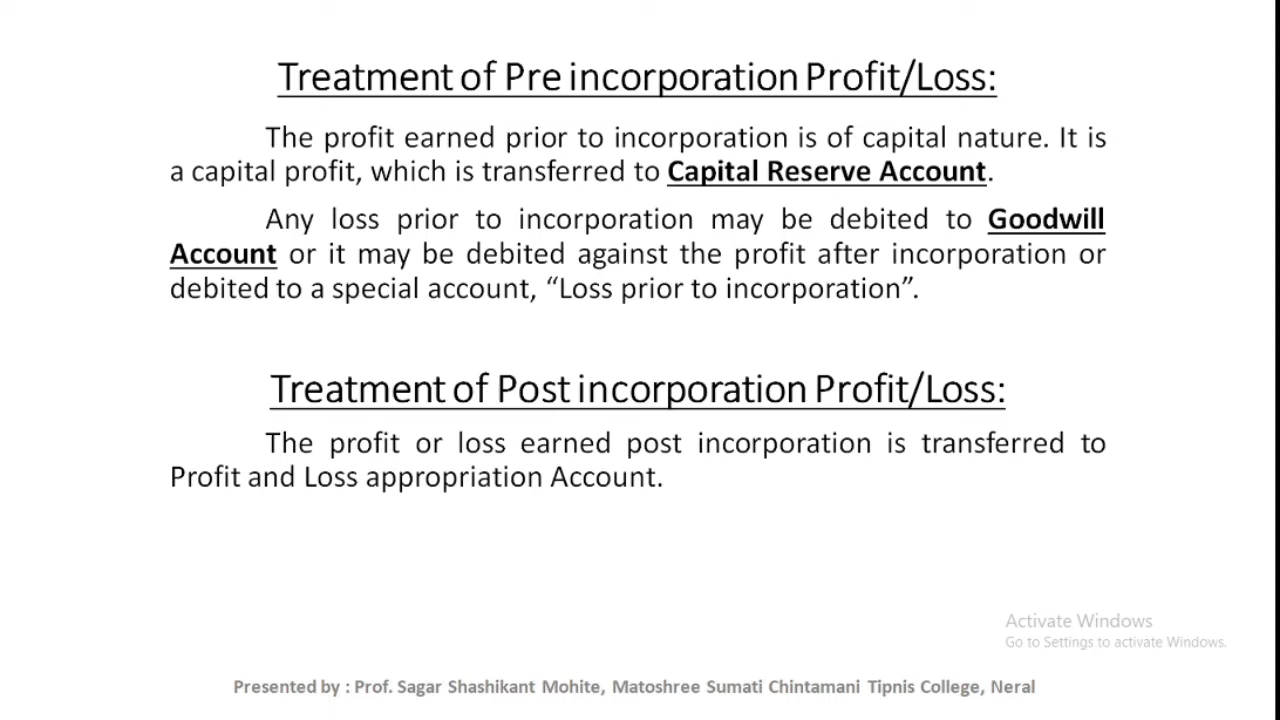 Treatment of Pre incorporation Profit/Loss:
The profit earned prior to incorporation is of capital nature. It is
a capital profit, which is transferred to Capital Reserve Account.
Any loss prior to incorporation may be debited to Goodwill
Account or it may be debited against the profit after incorporation or
debited to a special account, “Loss prior to incorporation”.
Treatment of Post incorporation Profit/Loss:
The profit or loss earned post incorporation is transferred to
Profit and Loss appropriation Account.
Activate Windows
Go to Settings to activate Windows.
Presented by : Prof. Sagar Shashikant Mohite, Matoshree Sumati Chintamani Tipnis College, Neral